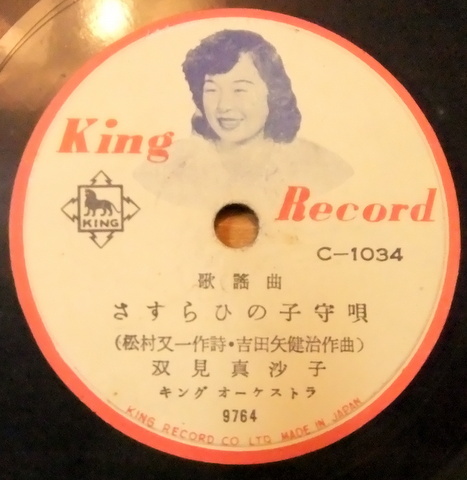 King
Record
KING
C-1034
歌謡曲
さすらひの子守唄
(松村又一作詩・吉田矢健治作曲)
双見真沙子
キングオーケストラ
9764
KING RECORD CO LTD. MADE IN JAPAN